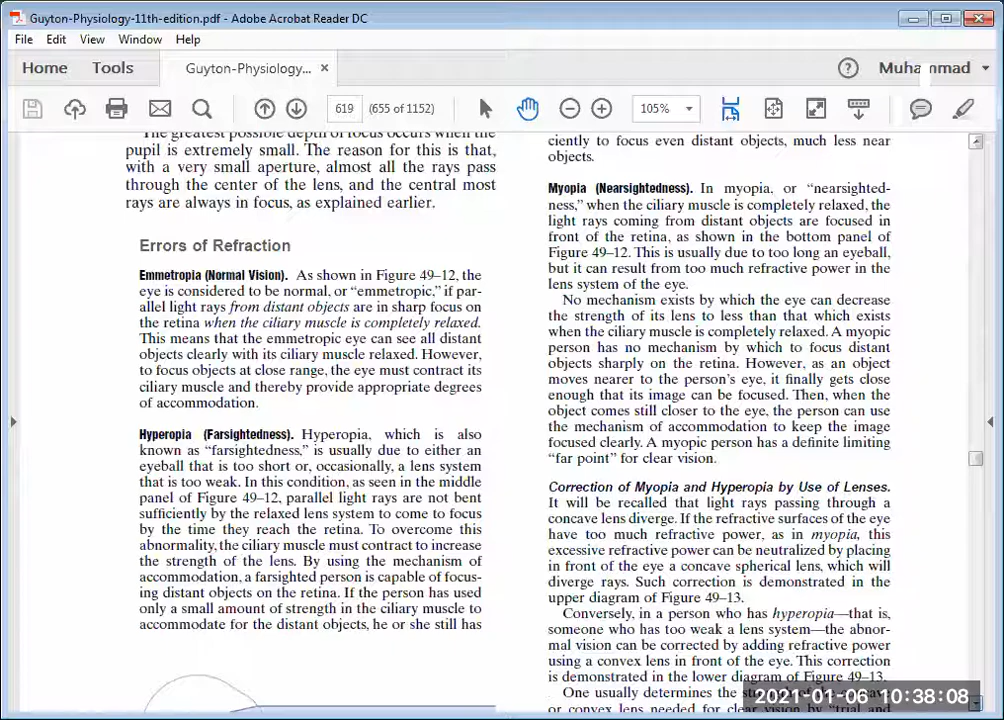 Guyton-Physiology-11th-edition.pdf - Adobe Acrobat Reader DC
File Edit View Window Help
Home Tools Guyton-Physiology... × ? Muhammad
619 (655 of 1152) 105%
The greatest possible depth of focus occurs when the
pupil is extremely small. The reason for this is that,
with a very small aperture, almost all the rays pass
through the center of the lens, and the central most
rays are always in focus, as explained earlier.
Errors of Refraction
Emmetropia (Normal Vision). As shown in Figure 49–12, the
eye is considered to be normal, or “emmetropic,” if par-
allel light rays from distant objects are in sharp focus on
the retina when the ciliary muscle is completely relaxed.
This means that the emmetropic eye can see all distant
objects clearly with its ciliary muscle relaxed. However,
to focus objects at close range, the eye must contract its
ciliary muscle and thereby provide appropriate degrees
of accommodation.
Hyperopia (Farsightedness). Hyperopia, which is also
known as “farsightedness,” is usually due to either an
eyeball that is too short or, occasionally, a lens system
that is too weak. In this condition, as seen in the middle
panel of Figure 49–12, parallel light rays are not bent
sufficiently by the relaxed lens system to come to focus
by the time they reach the retina. To overcome this
abnormality, the ciliary muscle must contract to increase
the strength of the lens. By using the mechanism of
accommodation, a farsighted person is capable of focus-
ing distant objects on the retina. If the person has used
only a small amount of strength in the ciliary muscle to
accommodate for the distant objects, he or she still has
ciently to focus even distant objects, much less near
objects.
Myopia (Nearsightedness). In myopia, or “nearsighted-
ness,” when the ciliary muscle is completely relaxed, the
light rays coming from distant objects are focused in
front of the retina, as shown in the bottom panel of
Figure 49–12. This is usually due to too long an eyeball,
but it can result from too much refractive power in the
lens system of the eye.
No mechanism exists by which the eye can decrease
the strength of its lens to less than that which exists
when the ciliary muscle is completely relaxed. A myopic
person has no mechanism by which to focus distant
objects sharply on the retina. However, as an object
moves nearer to the person’s eye, it finally gets close
enough that its image can be focused. Then, when the
object comes still closer to the eye, the person can use
the mechanism of accommodation to keep the image
focused clearly. A myopic person has a definite limiting
“far point” for clear vision.
Correction of Myopia and Hyperopia by Use of Lenses.
It will be recalled that light rays passing through a
concave lens diverge. If the refractive surfaces of the eye
have too much refractive power, as in myopia, this
excessive refractive power can be neutralized by placing
in front of the eye a concave spherical lens, which will
diverge rays. Such correction is demonstrated in the
upper diagram of Figure 49–13.
Conversely, in a person who has hyperopia—that is,
someone who has too weak a lens system—the abnor-
mal vision can be corrected by adding refractive power
using a convex lens in front of the eye. This correction
is demonstrated in the lower diagram of Figure 49–13.
One usually determines the
or convex lens needed for clear vision by “trial and
2021-01-06 10:38:08